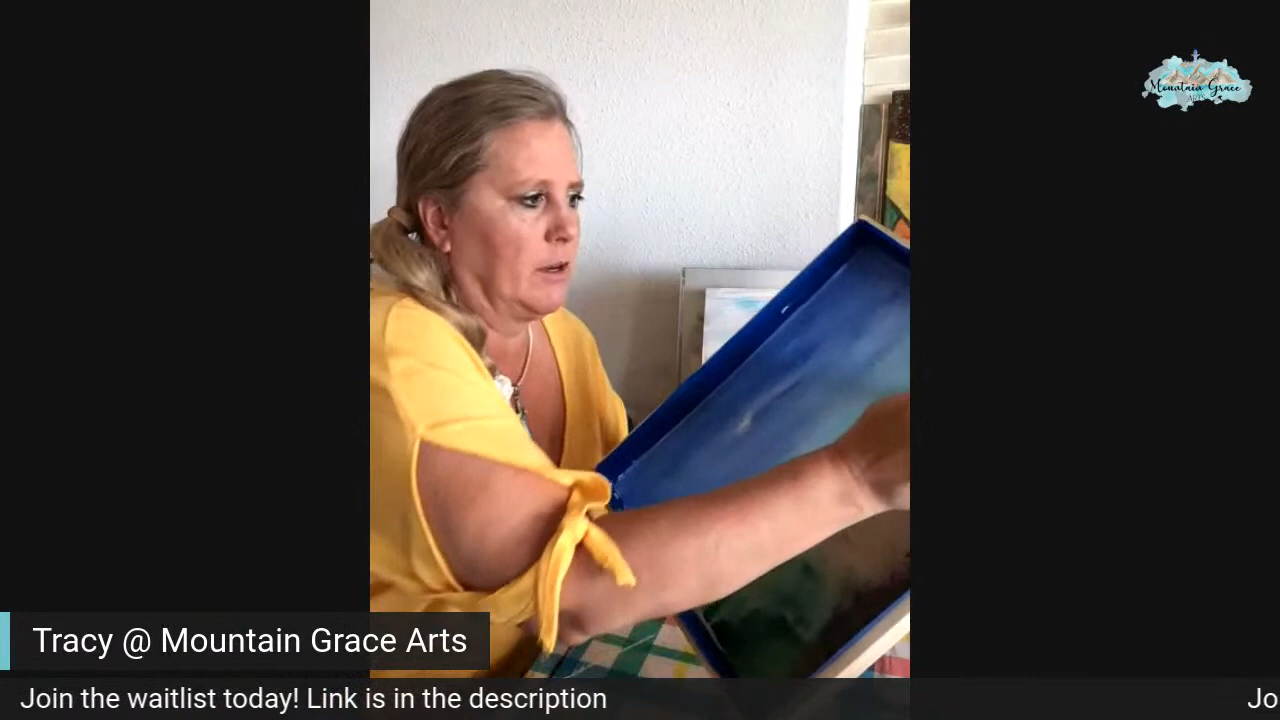 Mountain Grace
ARTS
Tracy @ Mountain Grace Arts
Join the waitlist today! Link is in the description
Jo